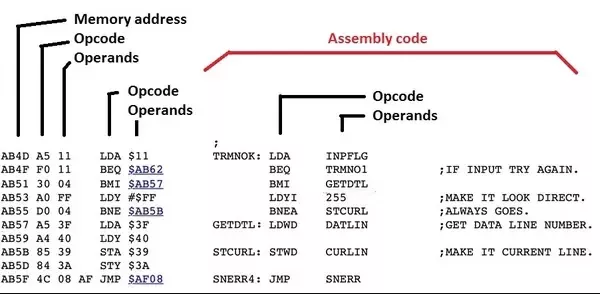 Memory address
Opcode
Assembly code
Operands
Opcode
Opcode
Operands
Operands
;
AB4D A5 11 LDA $11 TRMNOK: LDA INPFLG
AB4F F0 11 BEQ $AB62 BEQ TRMNO1 ;IF INPUT TRY AGAIN.
AB51 30 04 BMI $AB57 BMI GETDTL
AB53 A0 FF LDY #$FF LDYI 255 ;MAKE IT LOOK DIRECT.
AB55 D0 04 BNE $AB5B BNEA STCURL ;ALWAYS GOES.
AB57 A5 3F LDA $3F GETDTL: LDWD DATLIN ;GET DATA LINE NUMBER.
AB59 A4 40 LDY $40
AB5B 85 39 STA $39 STCURL: STWD CURLIN ;MAKE IT CURRENT LINE.
AB5D 84 3A STY $3A
AB5F 4C 08 AF JMP $AF08 SNERR4: JMP SNERR